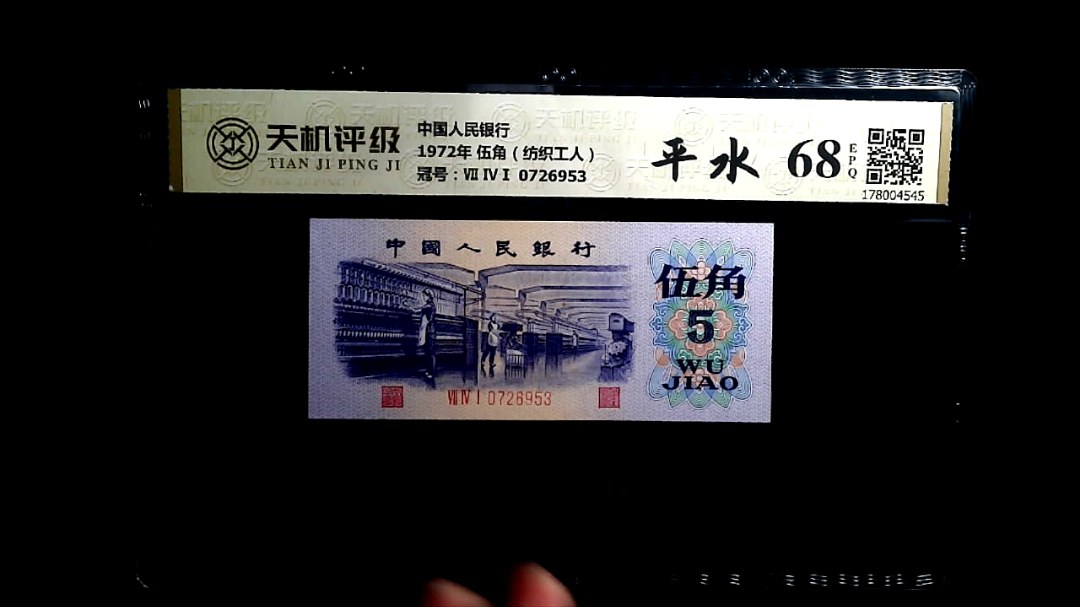 天机评级
TIAN JI PING JI
中国人民银行
1972年 伍角（纺织工人）
冠号：Ⅶ Ⅳ Ⅰ 0726953
平水
68
EPQ
178004545
中國人民銀行
伍角
5
WU
JIAO
Ⅶ Ⅳ Ⅰ 0726953